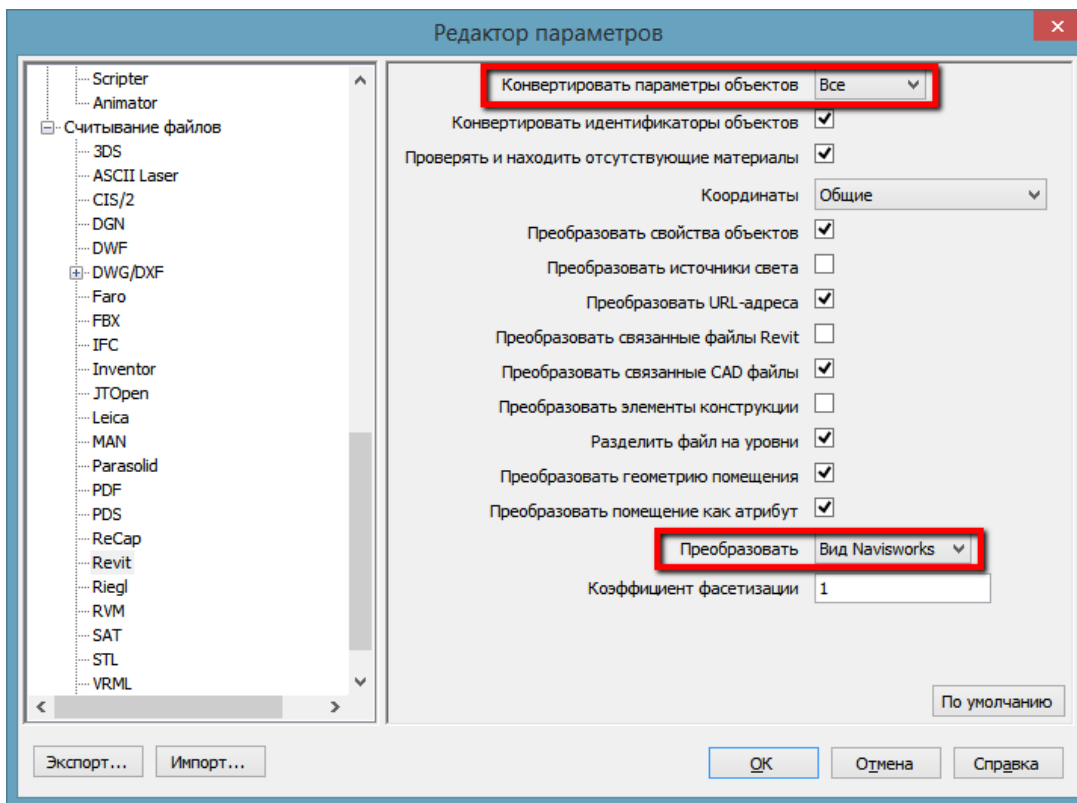 Редактор параметров
Scripter
Animator
Считывание файлов
3DS
ASCII Laser
CIS/2
DGN
DWF
DWG/DXF
Faro
FBX
IFC
Inventor
JTOpen
Leica
MAN
Parasolid
PDF
PDS
ReCap
Revit
Riegl
RVM
SAT
STL
VRML
Конвертировать параметры объектов Все
Конвертировать идентификаторы объектов
Проверять и находить отсутствующие материалы
Координаты Общие
Преобразовать свойства объектов
Преобразовать источники света
Преобразовать URL-адреса
Преобразовать связанные файлы Revit
Преобразовать связанные CAD файлы
Преобразовать элементы конструкции
Разделить файл на уровни
Преобразовать геометрию помещения
Преобразовать помещение как атрибут
Преобразовать Вид Navisworks
Коэффициент фасетизации 1
По умолчанию
Экспорт... Импорт... OK Отмена Справка